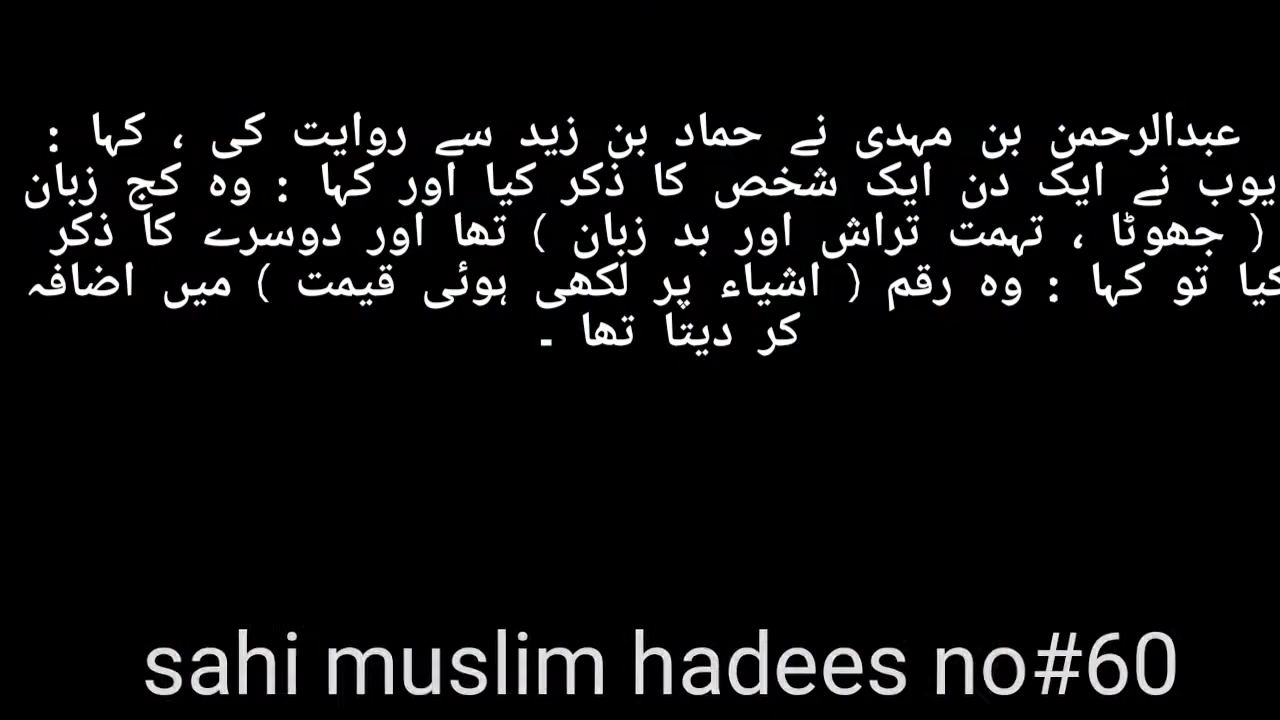 عبدالرحمن بن مہدی نے حماد بن زید سے روایت کی ، کہا :
یوب نے ایک دن ایک شخص کا ذکر کیا اور کہا : وہ کج زبان
( جھوٹا ، تہمت تراش اور بد زبان ) تھا اور دوسرے کا ذکر
کیا تو کہا : وہ رقم ( اشیاء پر لکھی ہوئی قیمت ) میں اضافہ
کر دیتا تھا ۔
sahi muslim hadees no#60